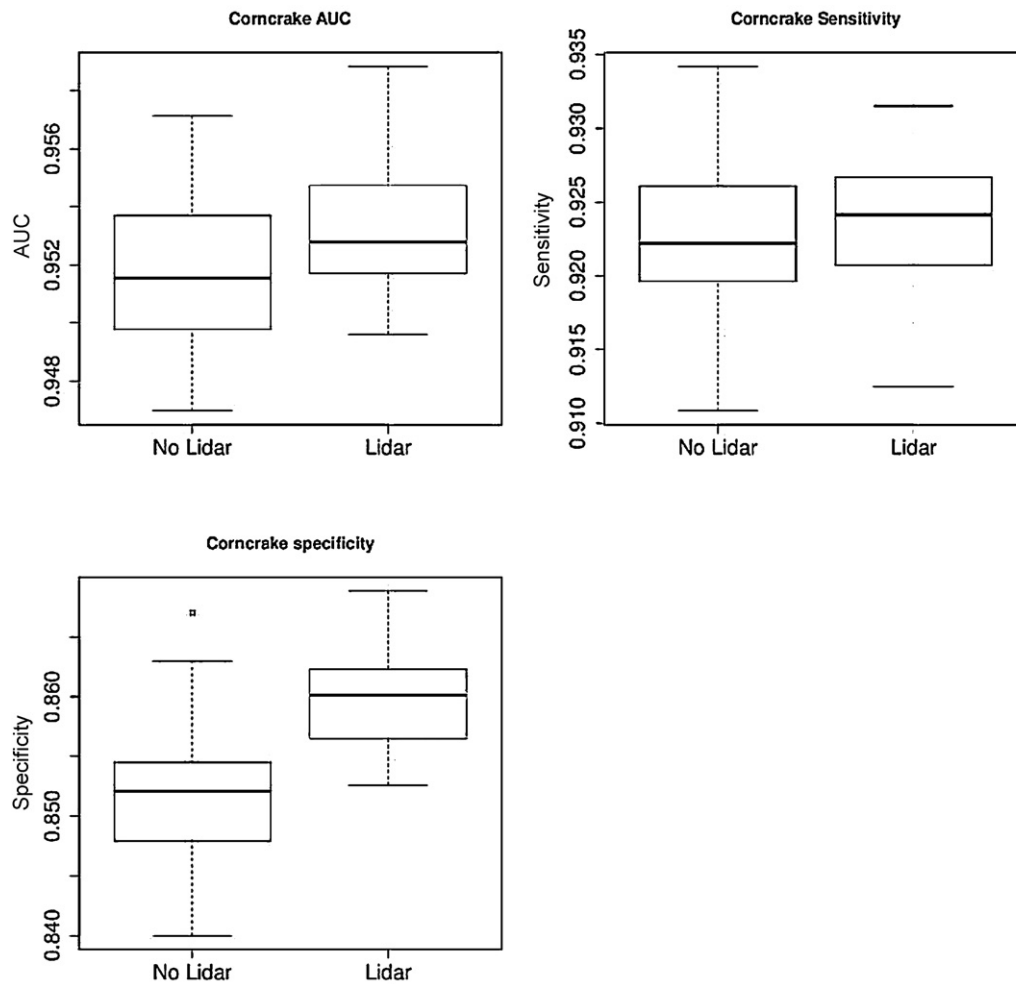 Corncrake AUC
AUC
0.956
0.952
0.948
No Lidar
Lidar
Corncrake Sensitivity
Sensitivity
0.935
0.930
0.925
0.920
0.915
0.910
No Lidar
Lidar
Corncrake specificity
Specificity
0.860
0.850
0.840
No Lidar
Lidar